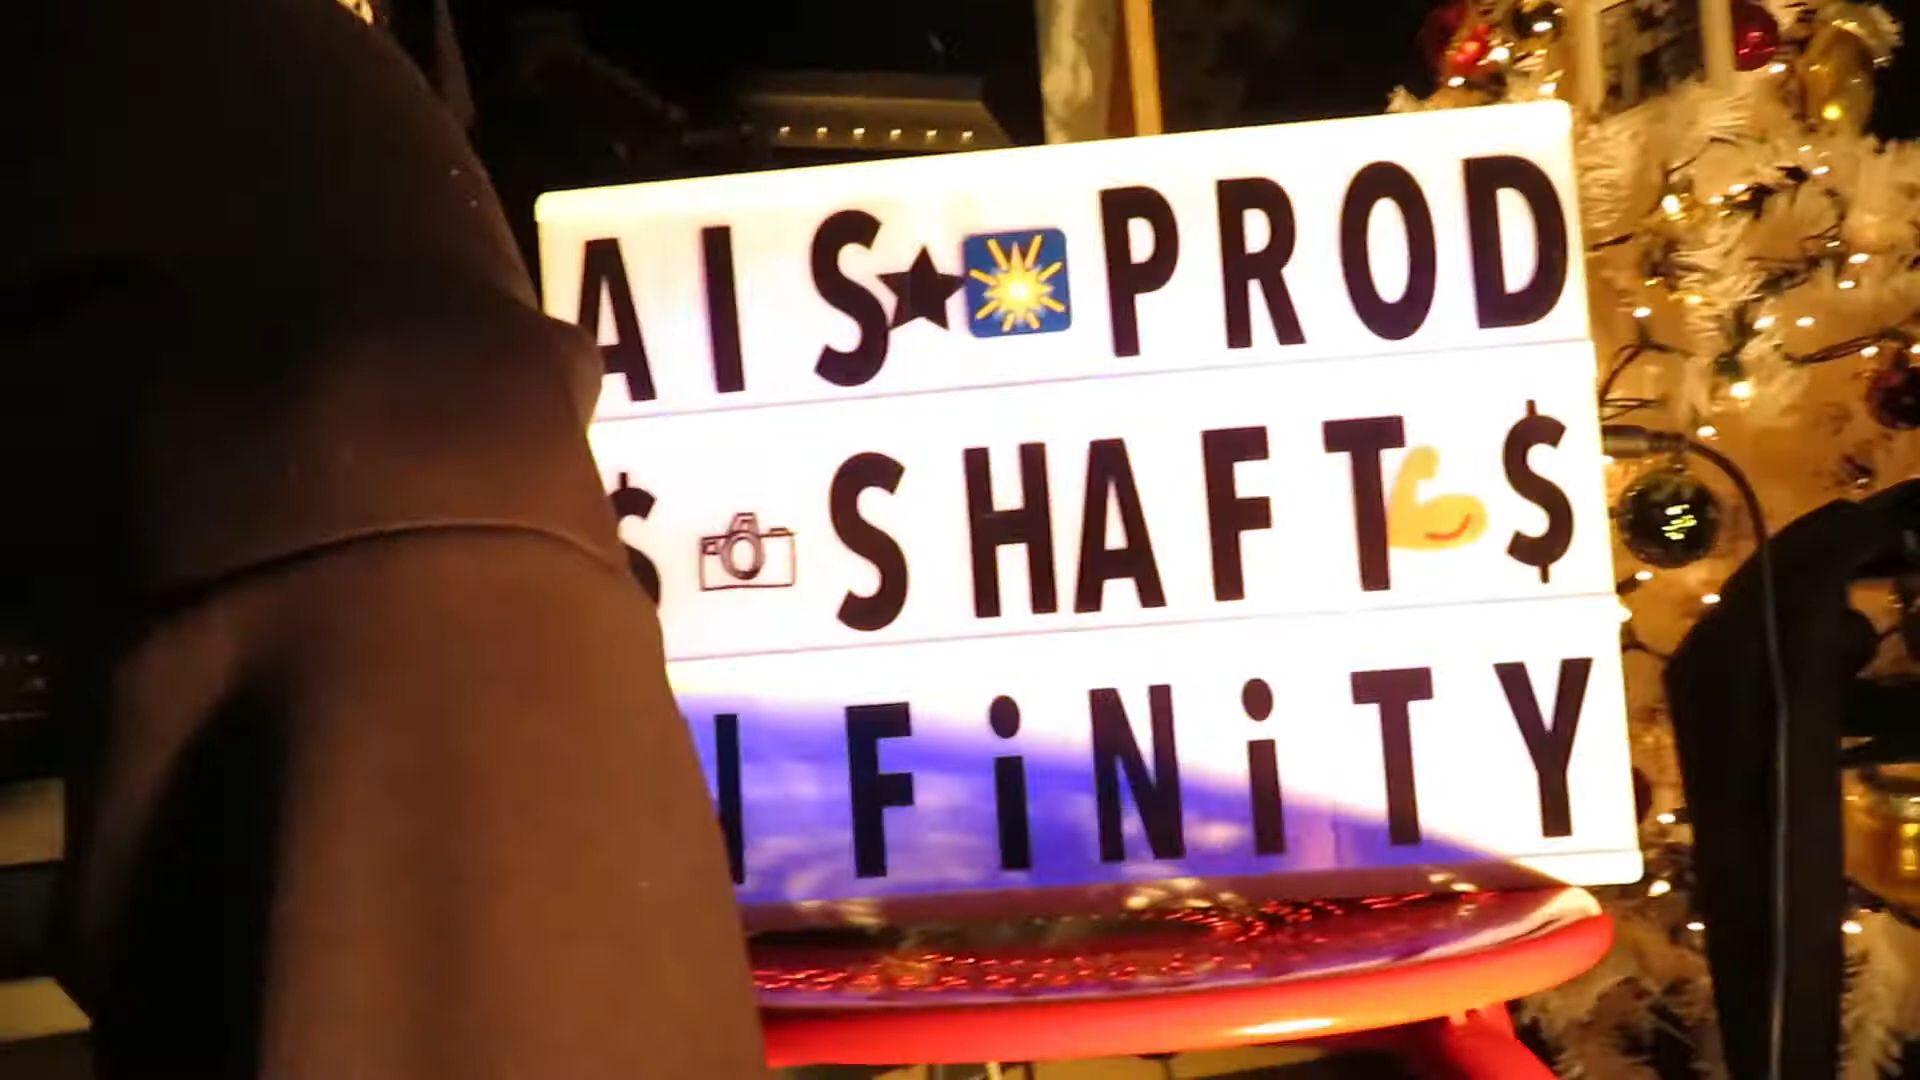 AIS★ PROD
$ SHAFT $
NFiNiTY